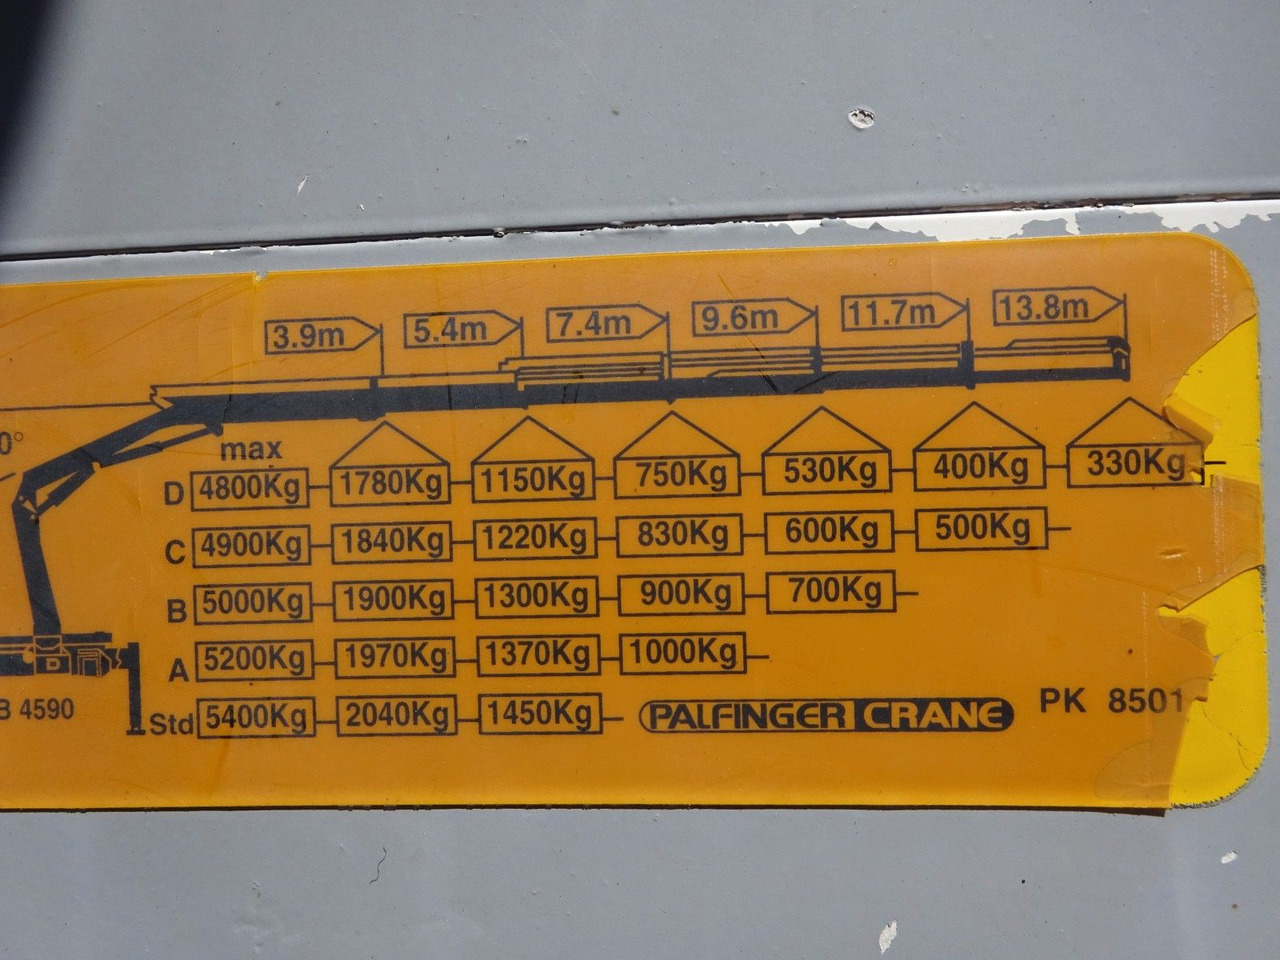 3.9m 5.4m 7.4m 9.6m 11.7m 13.8m
0°
max
D 4800Kg 1780Kg 1150Kg 750Kg 530Kg 400Kg 330Kg
C 4900Kg 1840Kg 1220Kg 830Kg 600Kg 500Kg
B 5000Kg 1900Kg 1300Kg 900Kg 700Kg
A 5200Kg 1970Kg 1370Kg 1000Kg
D
Std 5400Kg 2040Kg 1450Kg
B 4590
PALFINGER CRANE
PK 8501